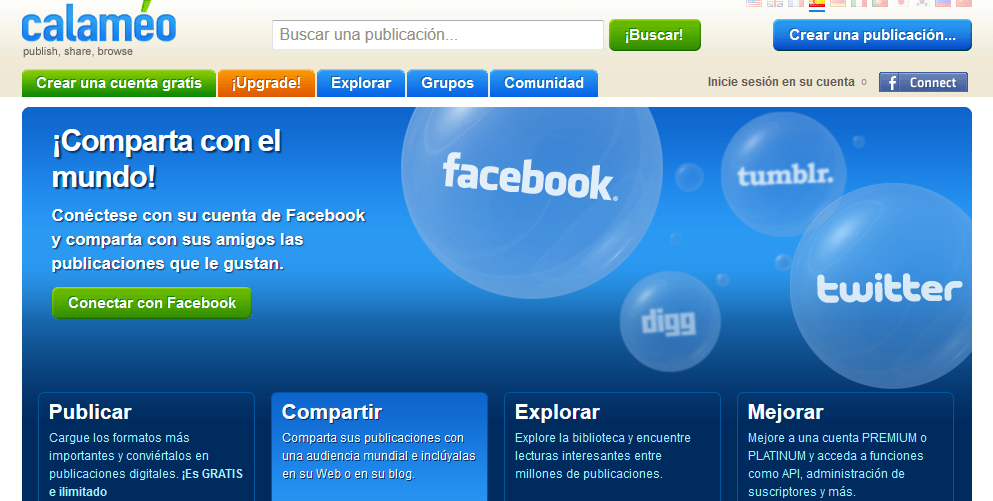 calaméo
publish, share, browse
Buscar una publicación...
¡Buscar!
Crear una publicación...
Crear una cuenta gratis
¡Upgrade!
Explorar
Grupos
Comunidad
Inicie sesión en su cuenta o
f Connect
¡Comparta con el
mundo!
Conéctese con su cuenta de Facebook
y comparta con sus amigos las
publicaciones que le gustan.
Conectar con Facebook
facebook®
tumblr.
digg
twitter
Publicar
Cargue los formatos más
importantes y conviértalos en
publicaciones digitales. ¡Es GRATIS
e ilimitado
Compartir
Comparta sus publicaciones con
una audiencia mundial e inclúyalas
en su Web o en su blog.
Explorar
Explore la biblioteca y encuentre
lecturas interesantes entre
millones de publicaciones.
Mejorar
Mejore a una cuenta PREMIUM o
PLATINUM y acceda a funciones
como API, administración de
suscriptores y más.